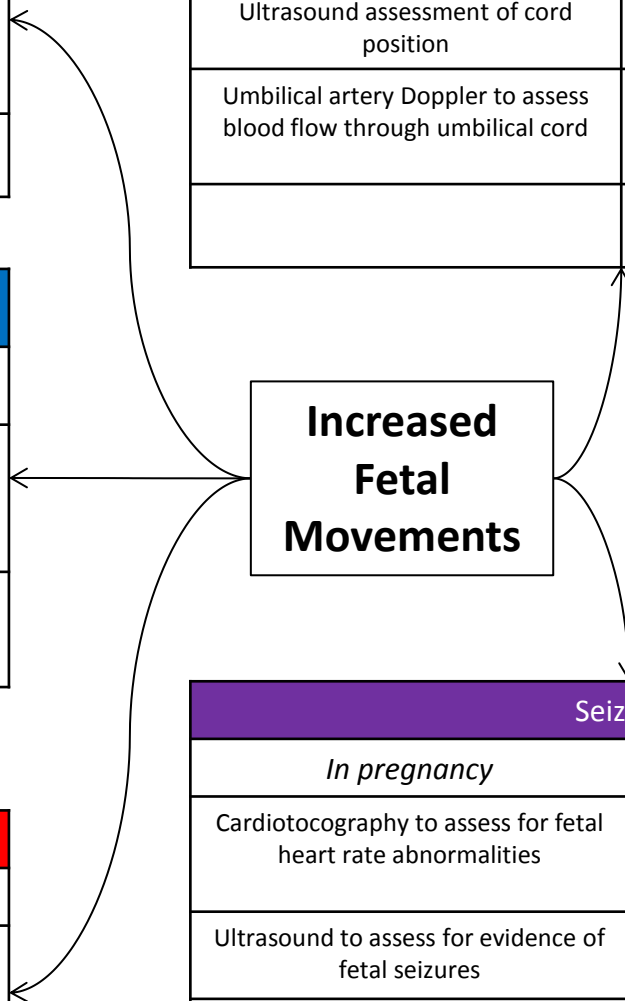 Ultrasound assessment of cord
position
Umbilical artery Doppler to assess
blood flow through umbilical cord
Increased
Fetal
Movements
Seiz
In pregnancy
Cardiotocography to assess for fetal
heart rate abnormalities
Ultrasound to assess for evidence of
fetal seizures